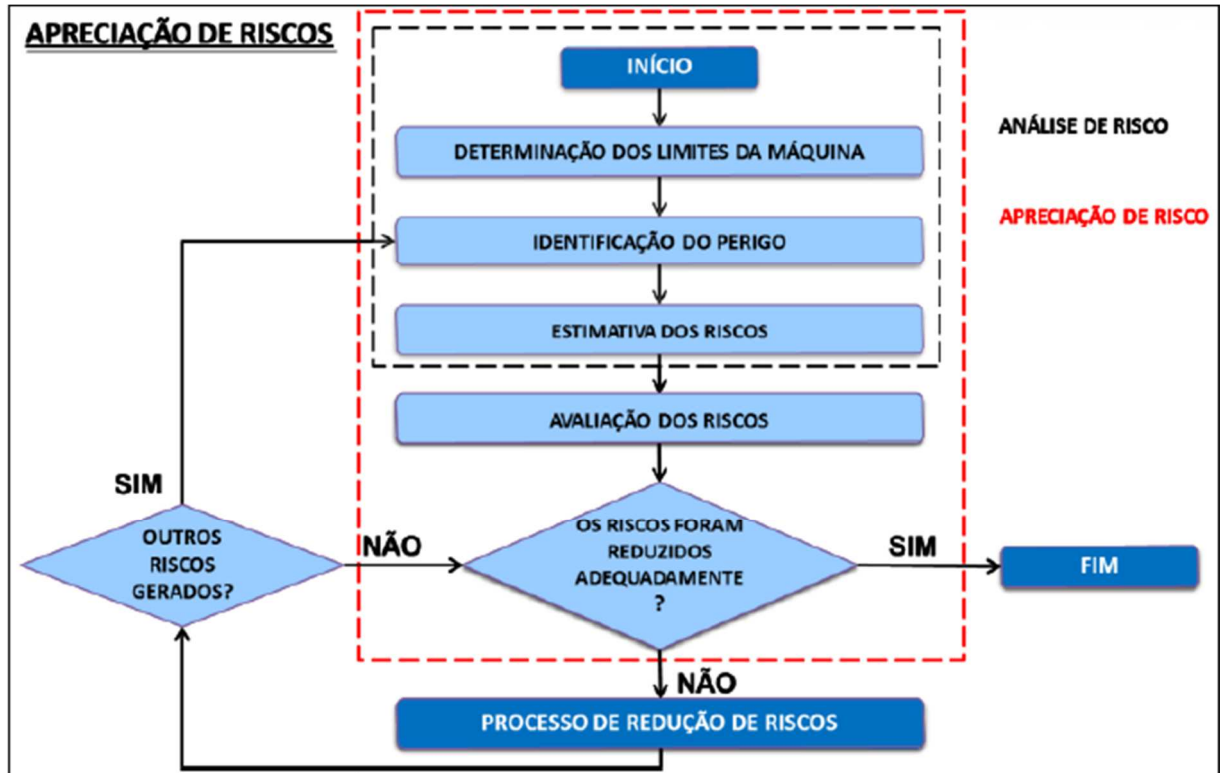 APRECIAÇÃO DE RISCOS
INÍCIO
ANÁLISE DE RISCO
DETERMINAÇÃO DOS LIMITES DA MÁQUINA
APRECIAÇÃO DE RISCO
IDENTIFICAÇÃO DO PERIGO
ESTIMATIVA DOS RISCOS
AVALIAÇÃO DOS RISCOS
SIM
OUTROS
RISCOS
GERADOS?
NÃO
OS RISCOS FORAM
REDUZIDOS
ADEQUADAMENTE
?
SIM
FIM
NÃO
PROCESSO DE REDUÇÃO DE RISCOS